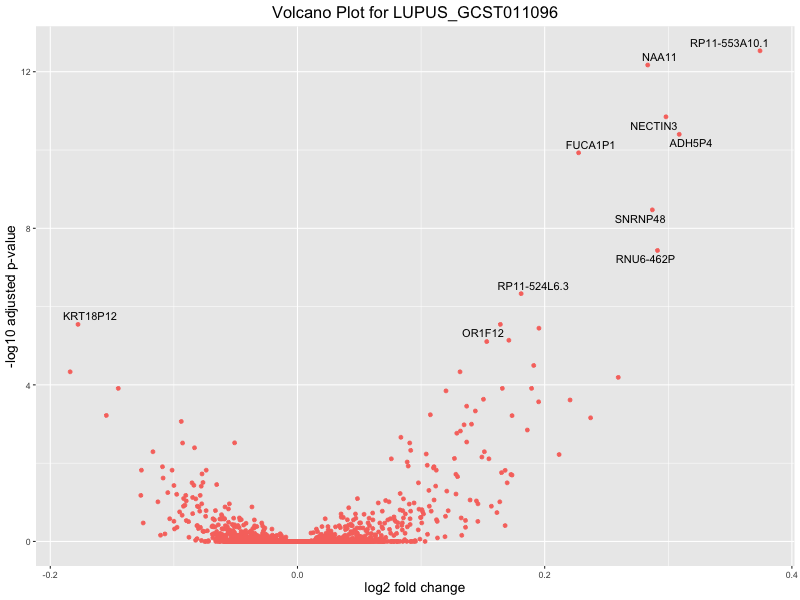 Volcano Plot for LUPUS_GCST011096
RP11-553A10.1
NAA11
NECTIN3
ADH5P4
FUCA1P1
SNRNP48
RNU6-462P
RP11-524L6.3
KRT18P12
OR1F12
12
8
4
0
-log10 adjusted p-value
-0.2
0.0
0.2
0.4
log2 fold change